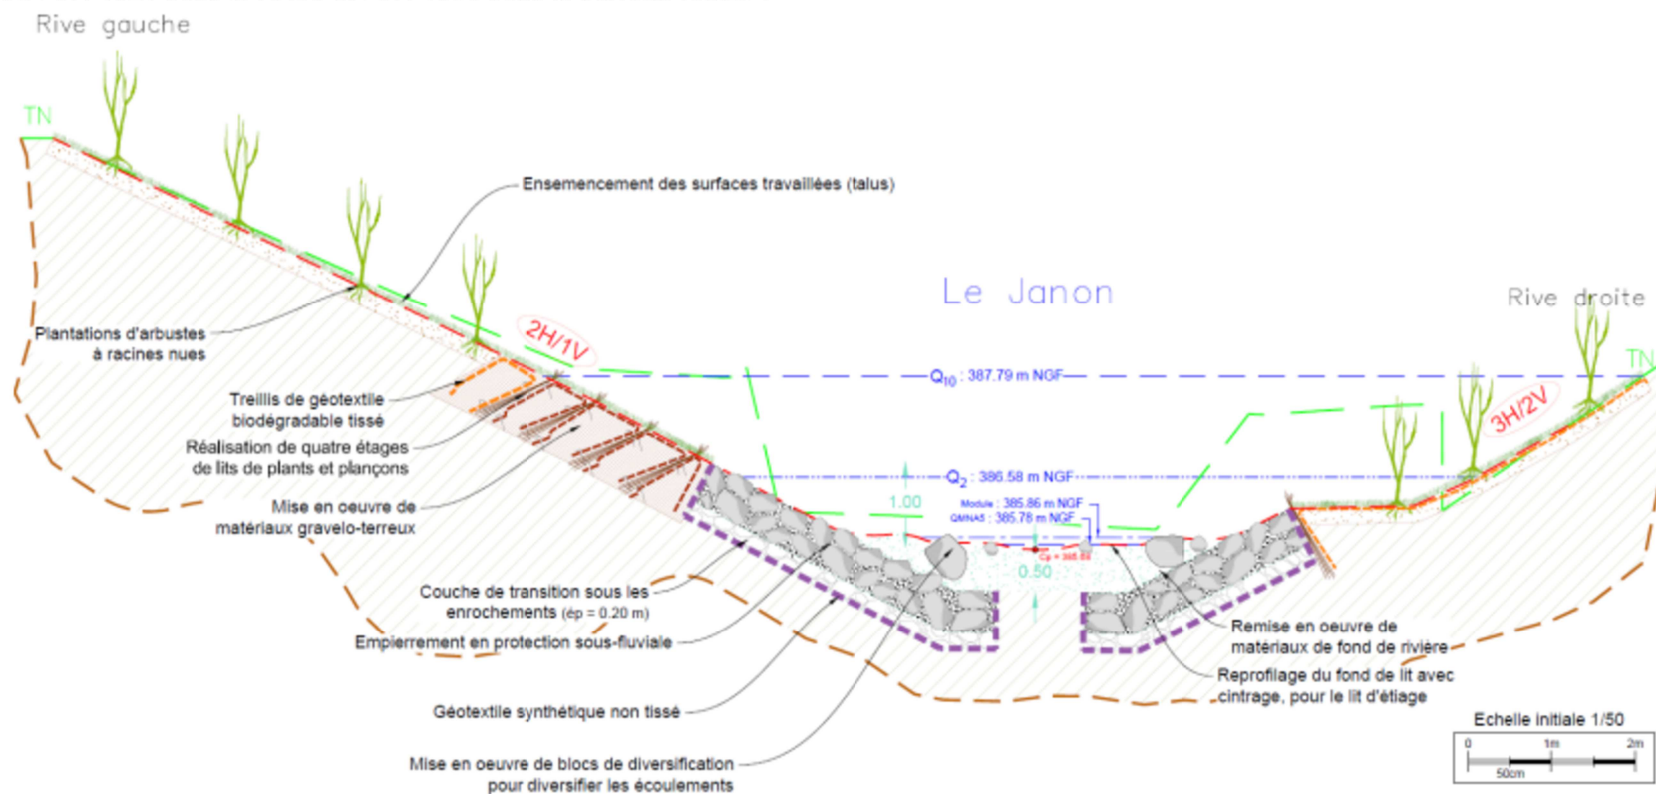 Rive gauche
TN
Ensemencement des surfaces travaillées (talus)
Le Janon
Rive droite
Plantations d'arbustes
à racines nues
2H/1V
TN
Q10 : 387.79 m NGF
Treillis de géotextile
biodégradable tissé
3H/2V
Réalisation de quatre étages
de lits de plants et plançons
Q2 : 386.58 m NGF
1.00
Module : 385.86 m NGF
QMNA5 : 385.78 m NGF
Mise en oeuvre de
matériaux gravelo-terreux
0.50
Couche de transition sous les
enrochements (ép = 0.20 m)
Empierrement en protection sous-fluviale
Remise en oeuvre de
matériaux de fond de rivière
Reprofilage du fond de lit avec
cintrage, pour le lit d'étiage
Géotextile synthétique non tissé
Mise en oeuvre de blocs de diversification
pour diversifier les écoulements
Echelle initiale 1/50
0 1m 2m
50cm